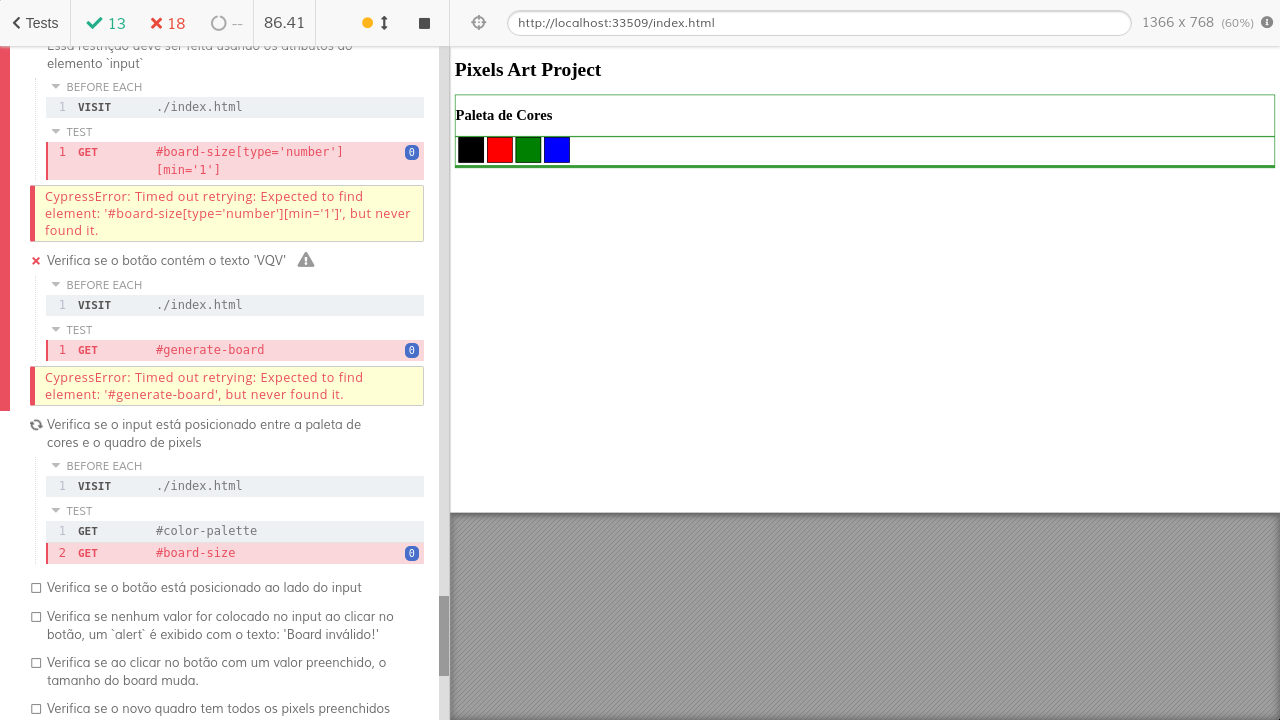 Tests 13 18 -- 86.41 http://localhost:33509/index.html 1366 x 768 (60%)
Essa restrição deve ser feita usando os atributos do
elemento `input`
BEFORE EACH
1 VISIT ./index.html
TEST
1 GET #board-size[type='number']
[min='1'] 0
CypressError: Timed out retrying: Expected to find
element: '#board-size[type='number'][min='1']', but never
found it.
Verifica se o botão contém o texto 'VQV'
BEFORE EACH
1 VISIT ./index.html
TEST
1 GET #generate-board 0
CypressError: Timed out retrying: Expected to find
element: '#generate-board', but never found it.
Verifica se o input está posicionado entre a paleta de
cores e o quadro de pixels
BEFORE EACH
1 VISIT ./index.html
TEST
1 GET #color-palette
2 GET #board-size 0
Verifica se o botão está posicionado ao lado do input
Verifica se nenhum valor for colocado no input ao clicar no
botão, um `alert` é exibido com o texto: 'Board inválido!'
Verifica se ao clicar no botão com um valor preenchido, o
tamanho do board muda.
Verifica se o novo quadro tem todos os pixels preenchidos
Pixels Art Project
Paleta de Cores